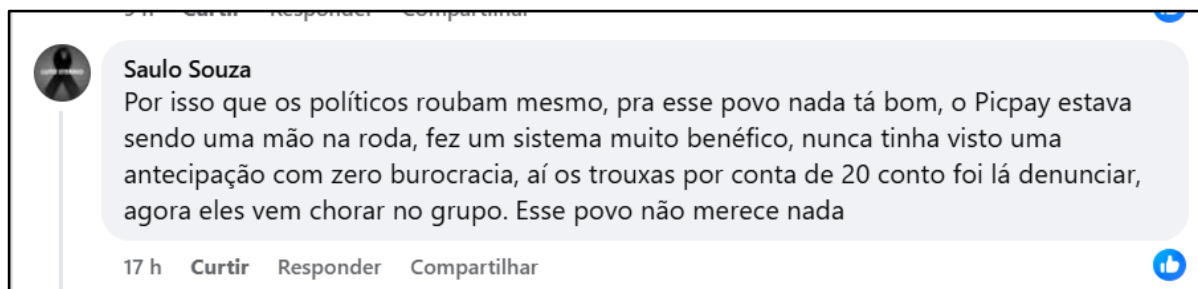 Saulo Souza
Por isso que os políticos roubam mesmo, pra esse povo nada tá bom, o Picpay estava
sendo uma mão na roda, fez um sistema muito benéfico, nunca tinha visto uma
antecipação com zero burocracia, aí os trouxas por conta de 20 conto foi lá denunciar,
agora eles vem chorar no grupo. Esse povo não merece nada
17 h Curtir Responder Compartilhar